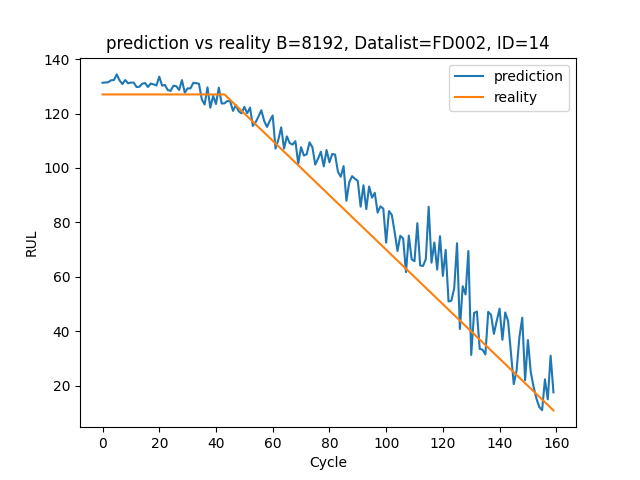 prediction vs reality B=8192, Datalist=FD002, ID=14
prediction
reality
RUL
140
120
100
80
60
40
20
0 20 40 60 80 100 120 140 160
Cycle